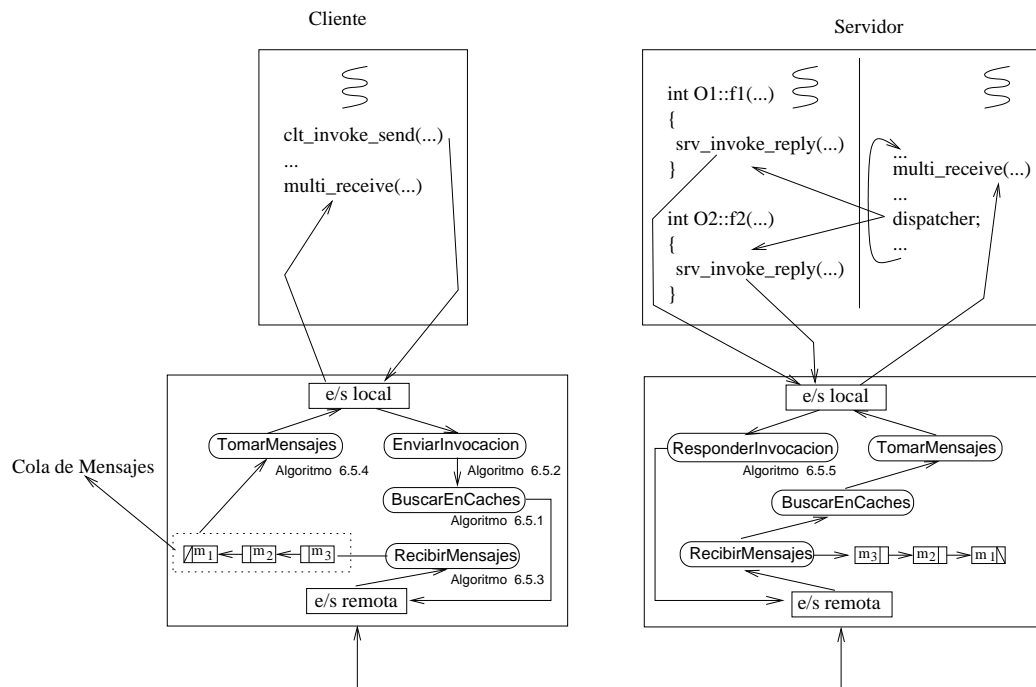 Cliente
clt_invoke_send(...)
...
multi_receive(...)
Servidor
int O1::f1(...)
{
srv_invoke_reply(...)
}
int O2::f2(...)
{
srv_invoke_reply(...)
}
...
multi_receive(...)
...
dispatcher;
...
e/s local
TomarMensajes
Algoritmo 6.5.4
EnviarInvocacion
Algoritmo 6.5.2
BuscarEnCaches
Algoritmo 6.5.1
Cola de Mensajes
m1
m2
m3
RecibirMensajes
Algoritmo 6.5.3
e/s remota
e/s local
ResponderInvocacion
Algoritmo 6.5.5
TomarMensajes
BuscarEnCaches
RecibirMensajes
m3
m2
m1
e/s remota